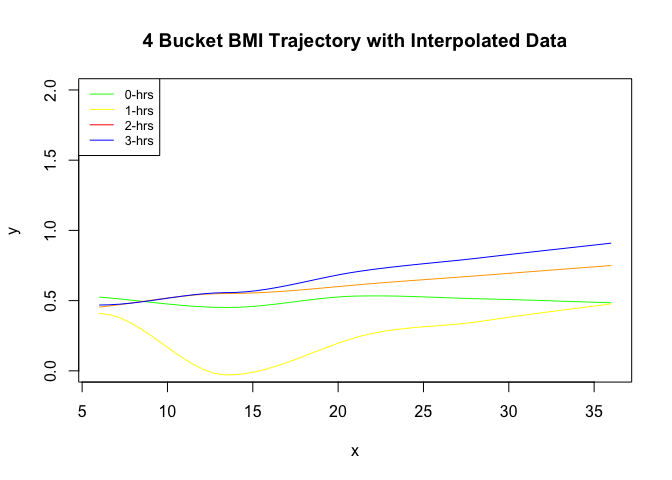 4 Bucket BMI Trajectory with Interpolated Data
2.0
1.5
1.0
0.5
0.0
y
0-hrs
1-hrs
2-hrs
3-hrs
5 10 15 20 25 30 35
x